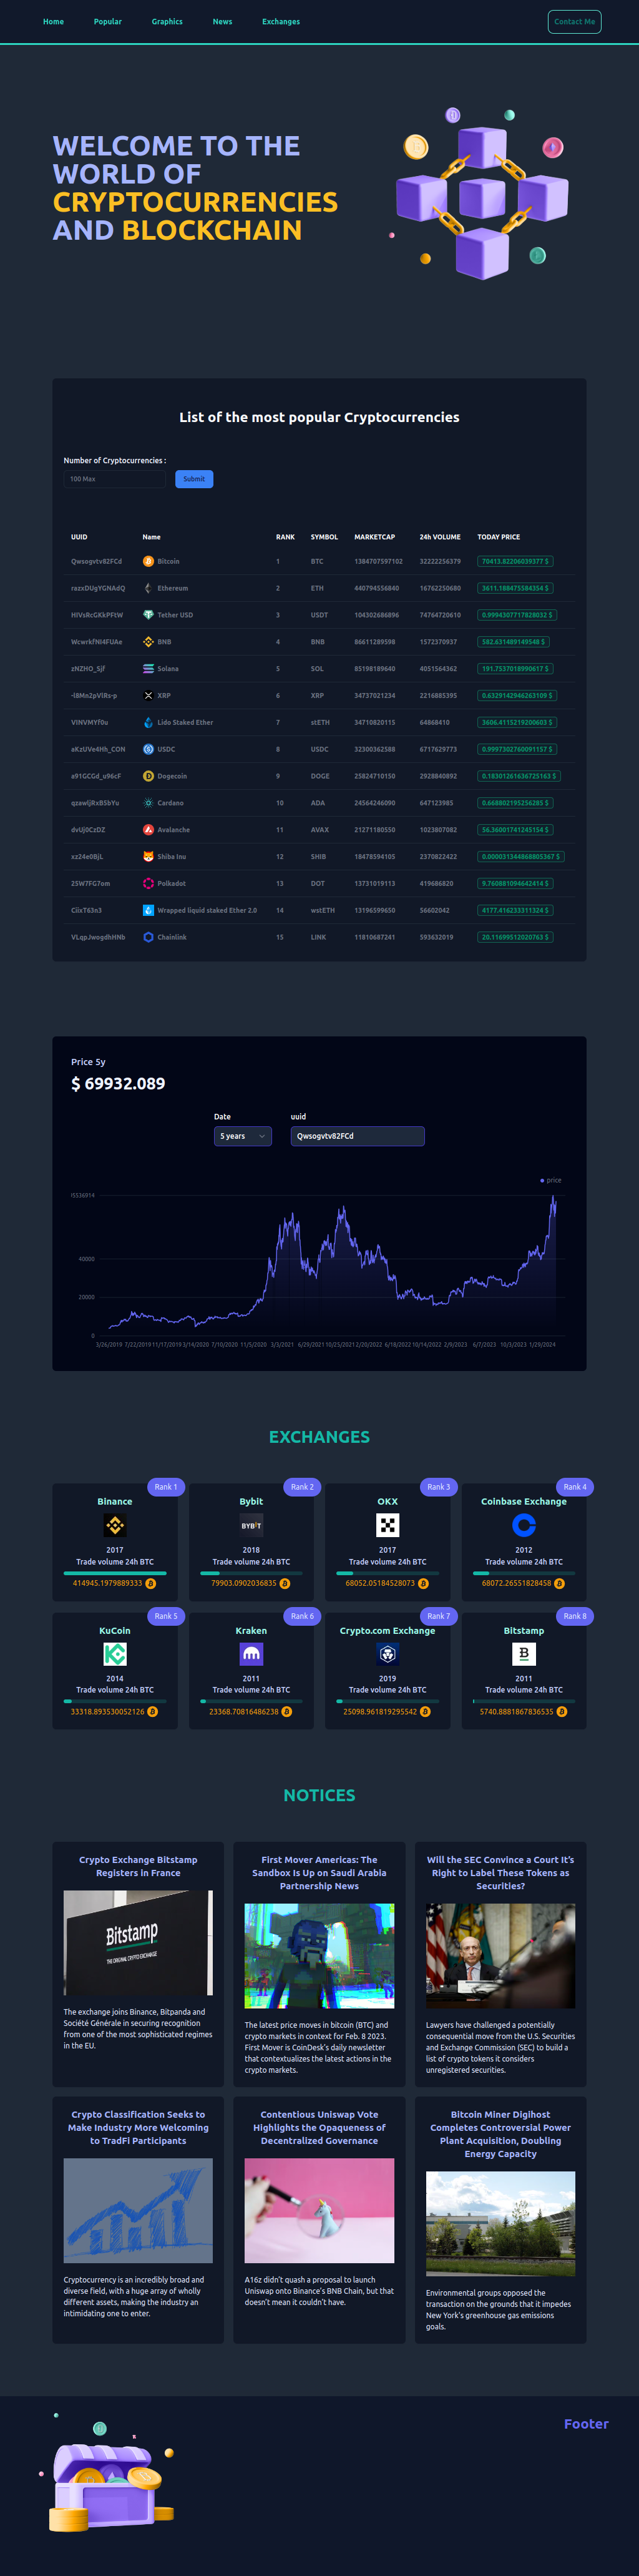 Home Popular Graphics News Exchanges Contact Me
WELCOME TO THE
WORLD OF
CRYPTOCURRENCIES
AND BLOCKCHAIN
List of the most popular Cryptocurrencies
Number of Cryptocurrencies :
100 Max Submit
UUID Name RANK SYMBOL MARKETCAP 24h VOLUME TODAY PRICE
Qwsogvtv82FCd Bitcoin 1 BTC 1384707597102 32222256379 70413.82206039377 $
razxDUgYGNAdQ Ethereum 2 ETH 440794556840 16762250680 3611.188475584354 $
HIVsRcGKkPFtW Tether USD 3 USDT 104302686896 74764720610 0.9994307717828032 $
WcwrkfNI4FUAe BNB 4 BNB 86611289598 1572370937 582.631489149548 $
zNZHO_Sjf Solana 5 SOL 85198189640 4051564362 191.7537018990617 $
-l8Mn2pVlRs-p XRP 6 XRP 34737021234 2216885395 0.6329142946263109 $
VINVMYf0u Lido Staked Ether 7 stETH 34710820115 64868410 3606.4115219200603 $
aKzUVe4Hh_CON USDC 8 USDC 32300362588 6717629773 0.9997302760091157 $
a91GCGd_u96cF Dogecoin 9 DOGE 25824710150 2928840892 0.18301261636725163 $
qzawljRxB5bYu Cardano 10 ADA 24564246090 647123985 0.668802195256285 $
dvUj0CzDZ Avalanche 11 AVAX 21271180550 1023807082 56.36001741245154 $
xz24e0BjL Shiba Inu 12 SHIB 18478594105 2370822422 0.000031344868805367 $
25W7FG7om Polkadot 13 DOT 13731019113 419686820 9.760881094642414 $
CiixT63n3 Wrapped liquid staked Ether 2.0 14 wstETH 13196599650 56602042 4177.416233311324 $
VLqpJwogdhHNb Chainlink 15 LINK 11810687241 593632019 20.11699512020763 $
Price 5y
$ 69932.089
Date uuid
5 years Qwsogvtv82FCd
price
15536914
40000
20000
0
3/26/2019 7/22/2019 11/17/2019 3/14/2020 7/10/2020 11/5/2020 3/3/2021 6/29/2021 10/25/2021 2/20/2022 6/18/2022 10/14/2022 2/9/2023 6/7/2023 10/3/2023 1/29/2024
EXCHANGES
Rank 1 Rank 2 Rank 3 Rank 4
Binance Bybit OKX Coinbase Exchange
BYBIT
2017 2018 2017 2012
Trade volume 24h BTC Trade volume 24h BTC Trade volume 24h BTC Trade volume 24h BTC
414945.1979889333 79903.0902036835 68052.05184528073 68072.26551828458
Rank 5 Rank 6 Rank 7 Rank 8
KuCoin Kraken Crypto.com Exchange Bitstamp
2014 2011 2019 2011
Trade volume 24h BTC Trade volume 24h BTC Trade volume 24h BTC Trade volume 24h BTC
33318.893530052126 23368.70816486238 25098.961819295542 5740.8881867836535
NOTICES
Crypto Exchange Bitstamp
Registers in France
Bitstamp
THE ORIGINAL CRYPTO EXCHANGE
The exchange joins Binance, Bitpanda and
Société Générale in securing recognition
from one of the most sophisticated regimes
in the EU.
First Mover Americas: The
Sandbox Is Up on Saudi Arabia
Partnership News
The latest price moves in bitcoin (BTC) and
crypto markets in context for Feb. 8 2023.
First Mover is CoinDesk's daily newsletter
that contextualizes the latest actions in the
crypto markets.
Will the SEC Convince a Court It's
Right to Label These Tokens as
Securities?
Lawyers have challenged a potentially
consequential move from the U.S. Securities
and Exchange Commission (SEC) to build a
list of crypto tokens it considers
unregistered securities.
Crypto Classification Seeks to
Make Industry More Welcoming
to TradFi Participants
Cryptocurrency is an incredibly broad and
diverse field, with a huge array of wholly
different assets, making the industry an
intimidating one to enter.
Contentious Uniswap Vote
Highlights the Opaqueness of
Decentralized Governance
A16z didn't quash a proposal to launch
Uniswap onto Binance's BNB Chain, but that
doesn't mean it couldn't have.
Bitcoin Miner Digihost
Completes Controversial Power
Plant Acquisition, Doubling
Energy Capacity
Environmental groups opposed the
transaction on the grounds that it impedes
New York's greenhouse gas emissions
goals.
Footer